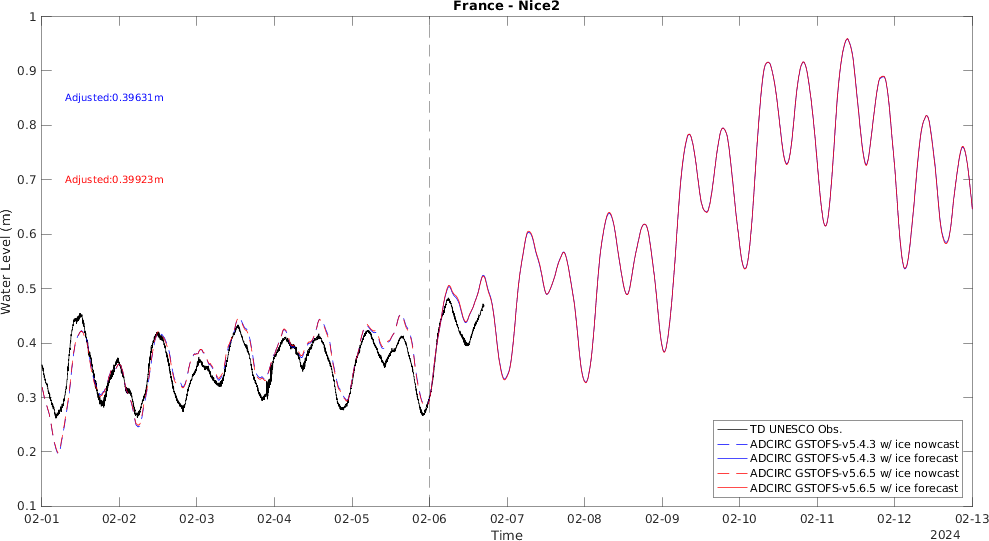 France - Nice2
1
0.9
0.8
0.7
0.6
0.5
0.4
0.3
0.2
0.1
Water Level (m)
Adjusted:0.39631m
Adjusted:0.39923m
TD UNESCO Obs.
ADCIRC GSTOFS-v5.4.3 w/ ice nowcast
ADCIRC GSTOFS-v5.4.3 w/ ice forecast
ADCIRC GSTOFS-v5.6.5 w/ ice nowcast
ADCIRC GSTOFS-v5.6.5 w/ ice forecast
02-01 02-02 02-03 02-04 02-05 02-06 02-07 02-08 02-09 02-10 02-11 02-12 02-13
Time
2024